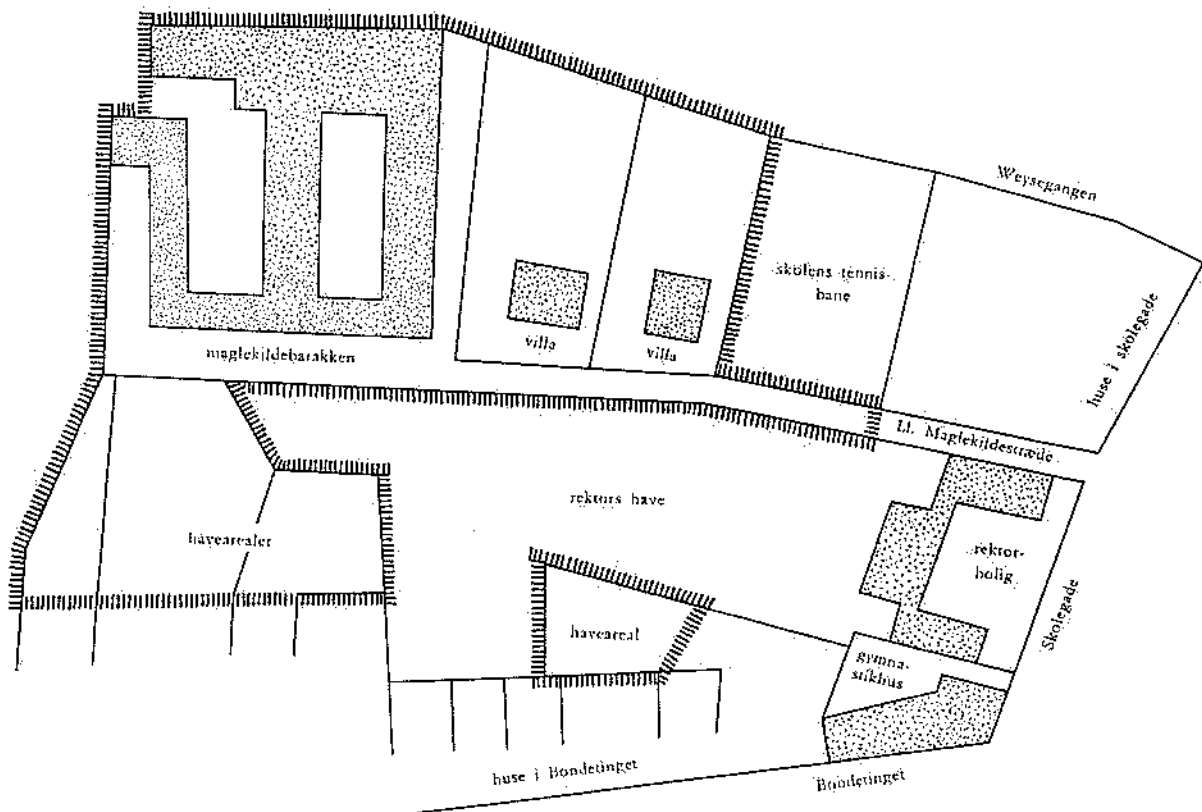 Weysegangen
skolens tennis-
bane
huse i skolegade
villa
villa
maglekildebarakken
Ll. Maglekildestræde
rektors have
havearealer
rektor-
bolig
Skolegade
haveareal
gymna-
stikhus
huse i Bondetinget
Bondetinget